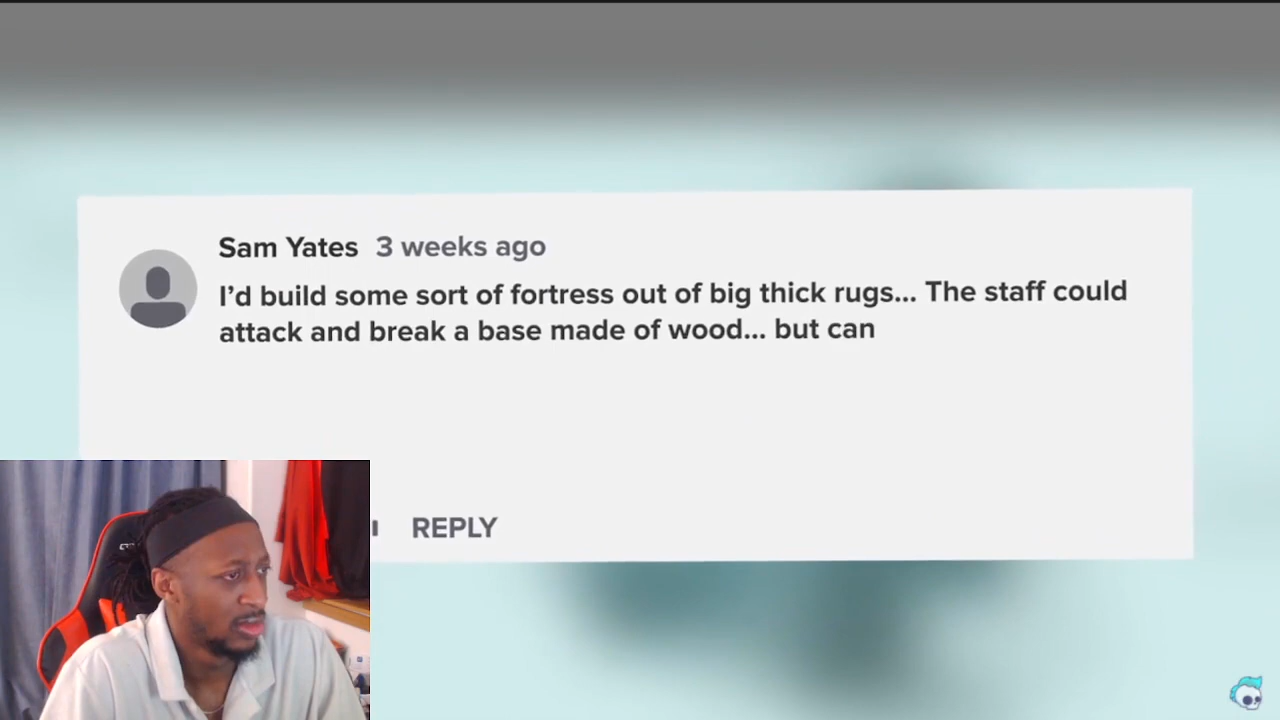 Sam Yates 3 weeks ago
I'd build some sort of fortress out of big thick rugs... The staff could
attack and break a base made of wood... but can
REPLY